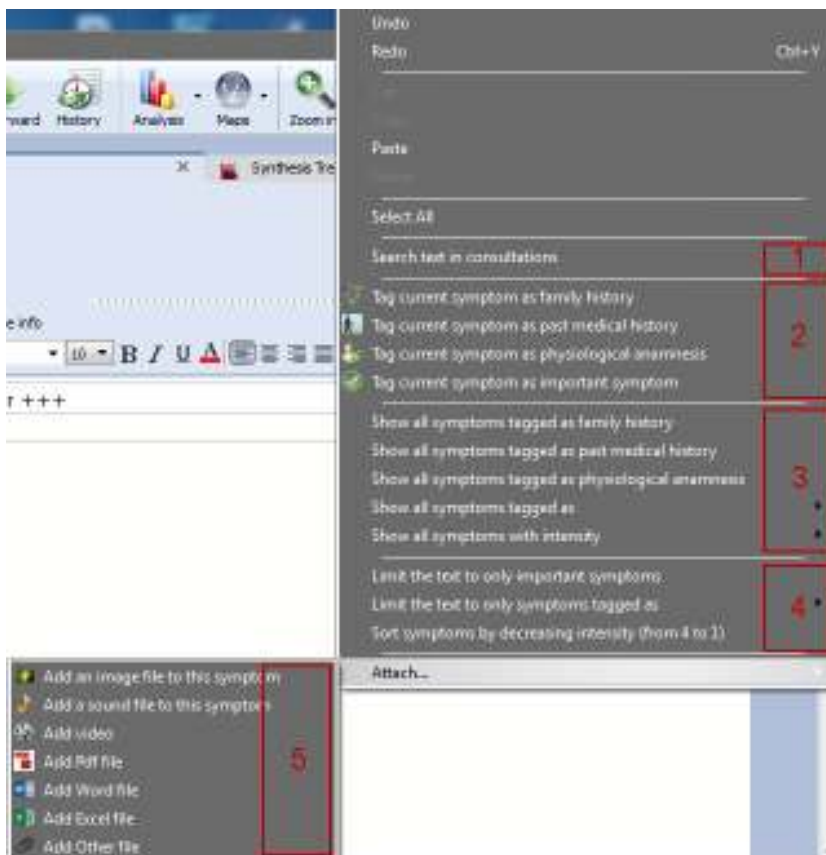 Undo
Redo Ctrl+Y
Paste
Select All
Search text in consultations 1
Tag current symptom as family history
Tag current symptom as past medical history
Tag current symptom as physiological anamnesis
Tag current symptom as important symptom
2
Show all symptoms tagged as family history
Show all symptoms tagged as past medical history
Show all symptoms tagged as physiological anamnesis
Show all symptoms tagged as
Show all symptoms with intensity
3
Limit the text to only important symptoms
Limit the text to only symptoms tagged as
Sort symptoms by decreasing intensity (from 4 to 1)
4
Attach...
ward History Analysis Maps Zoom in
Synthesis Tre
e info
10 B I U A
r +++
Add an image file to this symptom
Add a sound file to this symptom
Add video
Add Pdf file
Add Word file
Add Excel file
Add Other file
5